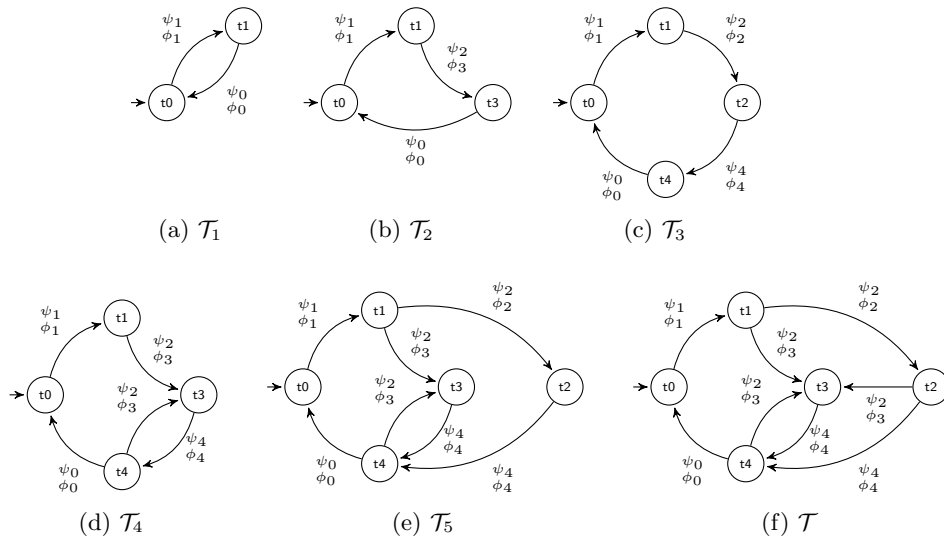 ψ₁
ϕ₁
t1
t0
ψ₀
ϕ₀
(a) 𝒯₁
ψ₁
ϕ₁
t1
ψ₂
ϕ₃
t0
t3
ψ₀
ϕ₀
(b) 𝒯₂
ψ₁
ϕ₁
t1
ψ₂
ϕ₂
t0
t2
ψ₀
ϕ₀
t4
ψ₄
ϕ₄
(c) 𝒯₃
ψ₁
ϕ₁
t1
ψ₂
ϕ₃
t0
ψ₂
ϕ₃
t3
ψ₀
ϕ₀
t4
ψ₄
ϕ₄
(d) 𝒯₄
ψ₁
ϕ₁
t1
ψ₂
ϕ₂
ψ₂
ϕ₃
t0
ψ₂
ϕ₃
t3
t2
ψ₄
ϕ₄
ψ₀
ϕ₀
t4
ψ₄
ϕ₄
(e) 𝒯₅
ψ₁
ϕ₁
t1
ψ₂
ϕ₂
ψ₂
ϕ₃
t0
ψ₂
ϕ₃
t3
t2
ψ₂
ϕ₃
ψ₄
ϕ₄
ψ₀
ϕ₀
t4
ψ₄
ϕ₄
(f) 𝒯